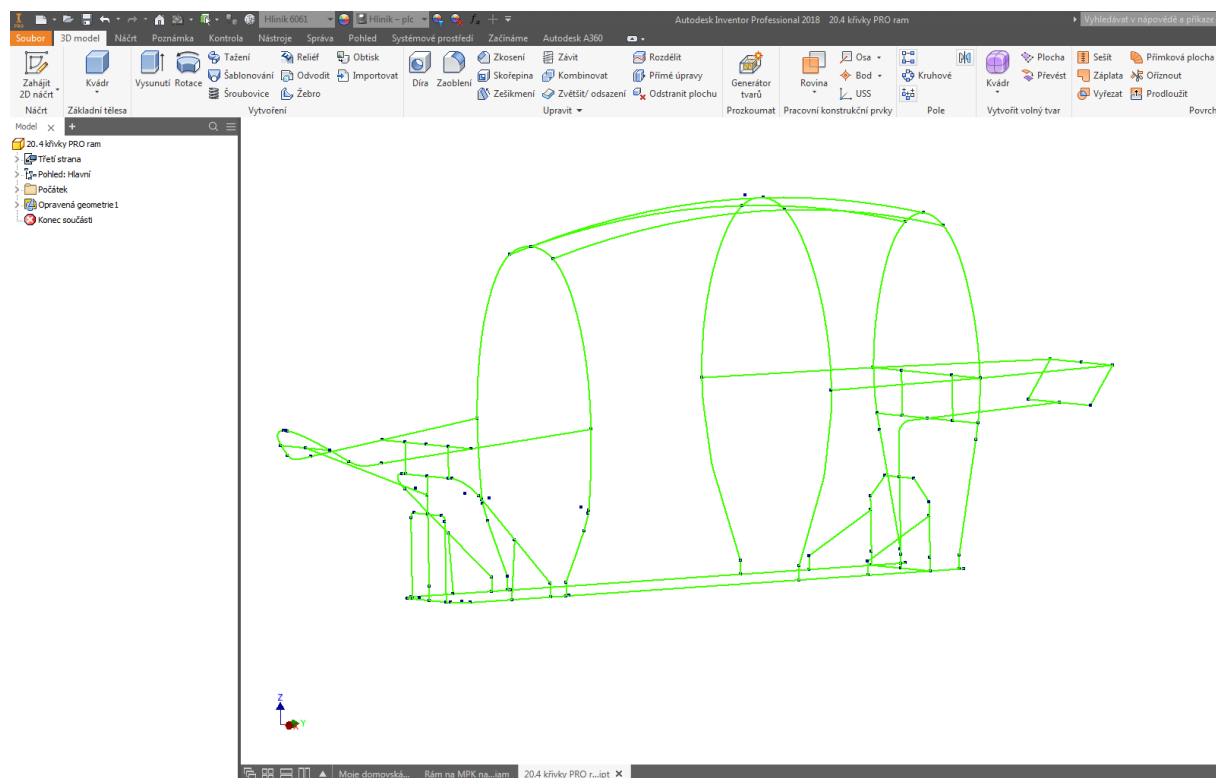 I PRO Hliník 6061 Hliník – plc fx Autodesk Inventor Professional 2018 20.4 křivky PRO ram Vyhledávat v nápovědě a příkaze
Soubor 3D model Náčrt Poznámka Kontrola Nástroje Správa Pohled Systémové prostředí Začínáme Autodesk A360
Tažení Reliéf Obtisk Zkosení Závit Rozdělit Osa Plocha Sešít Přímková plocha
Zahájit 2D náčrt Kvádr Vysunutí Rotace Šablonování Odvodit Importovat Díra Zaoblení Skořepina Kombinovat Přímé úpravy Generátor tvarů Rovina Bod Kruhové Kvádr Převést Záplata Oříznout
Šroubovice Žebro Zešikmení Zvětšit/ odsazení Odstranit plochu USS Vyřezat Prodloužit
Náčrt Základní tělesa Vytvoření Upravit Prozkoumat Pracovní konstrukční prvky Pole Vytvořit volný tvar Povrch
Model
20.4 křivky PRO ram
Třetí strana
Pohled: Hlavní
Počátek
Opravená geometrie1
Konec součásti
Z
Y
Moje domovská... Rám na MPK na...iam 20.4 křivky PRO r...ipt